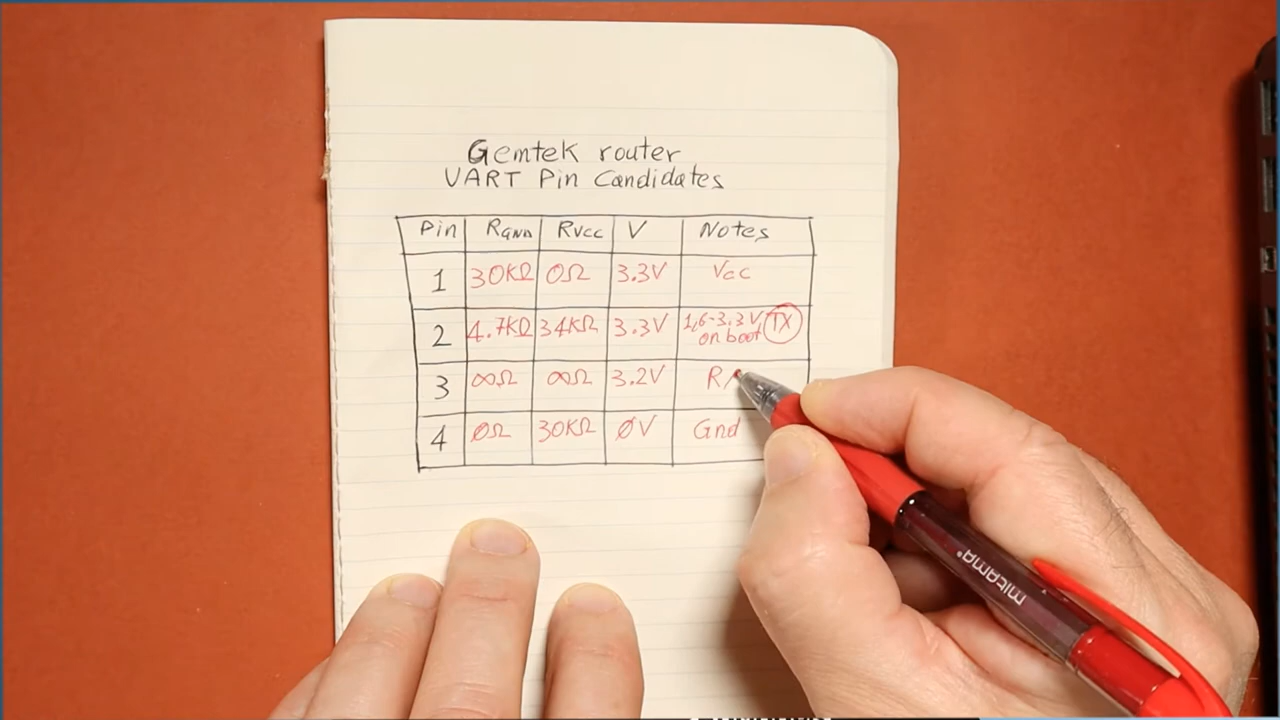 Gemtek router
UART Pin Candidates
Pin RGND RVCC V Notes
1 30KΩ 0Ω 3.3V Vcc
2 4.7KΩ 34KΩ 3.3V 1,6-3.3V on boot TX
3 ∞Ω ∞Ω 3.2V R
4 0Ω 30KΩ 0V Gnd
mitama